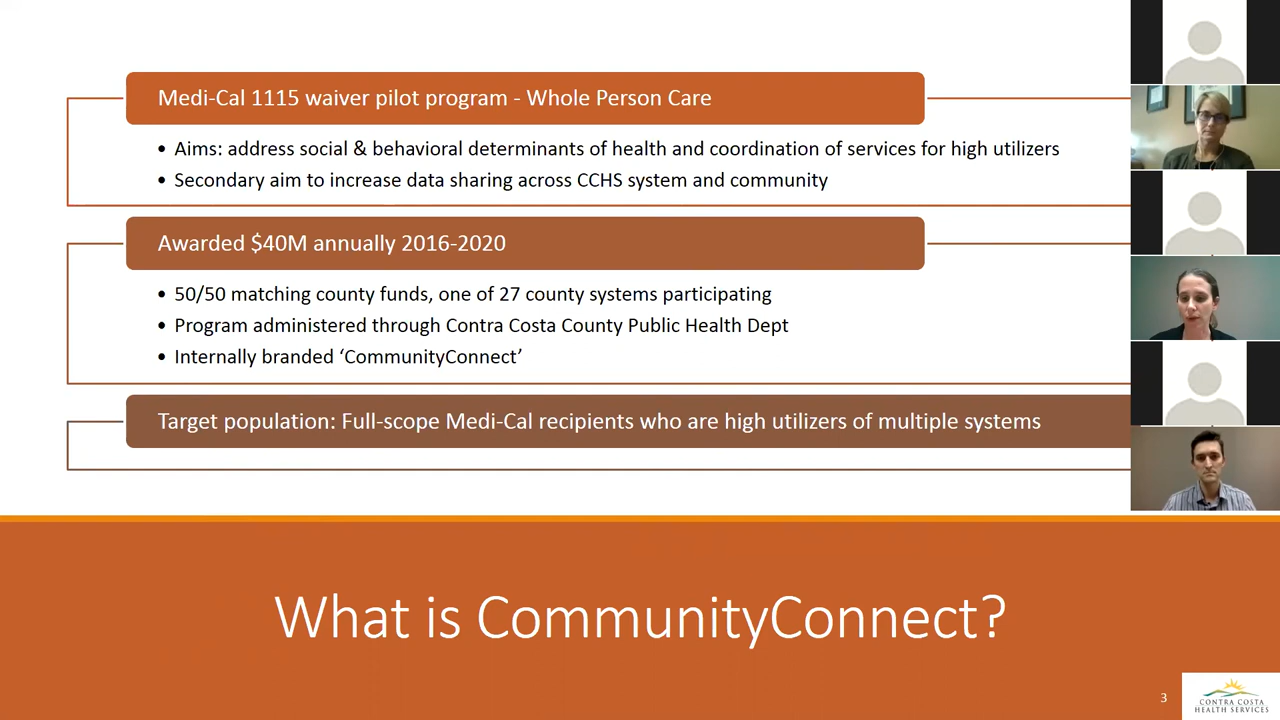 Medi-Cal 1115 waiver pilot program - Whole Person Care
• Aims: address social & behavioral determinants of health and coordination of services for high utilizers
• Secondary aim to increase data sharing across CCHS system and community
Awarded $40M annually 2016-2020
• 50/50 matching county funds, one of 27 county systems participating
• Program administered through Contra Costa County Public Health Dept
• Internally branded ‘CommunityConnect’
Target population: Full-scope Medi-Cal recipients who are high utilizers of multiple systems
What is CommunityConnect?
3
CONTRA COSTA
HEALTH SERVICES